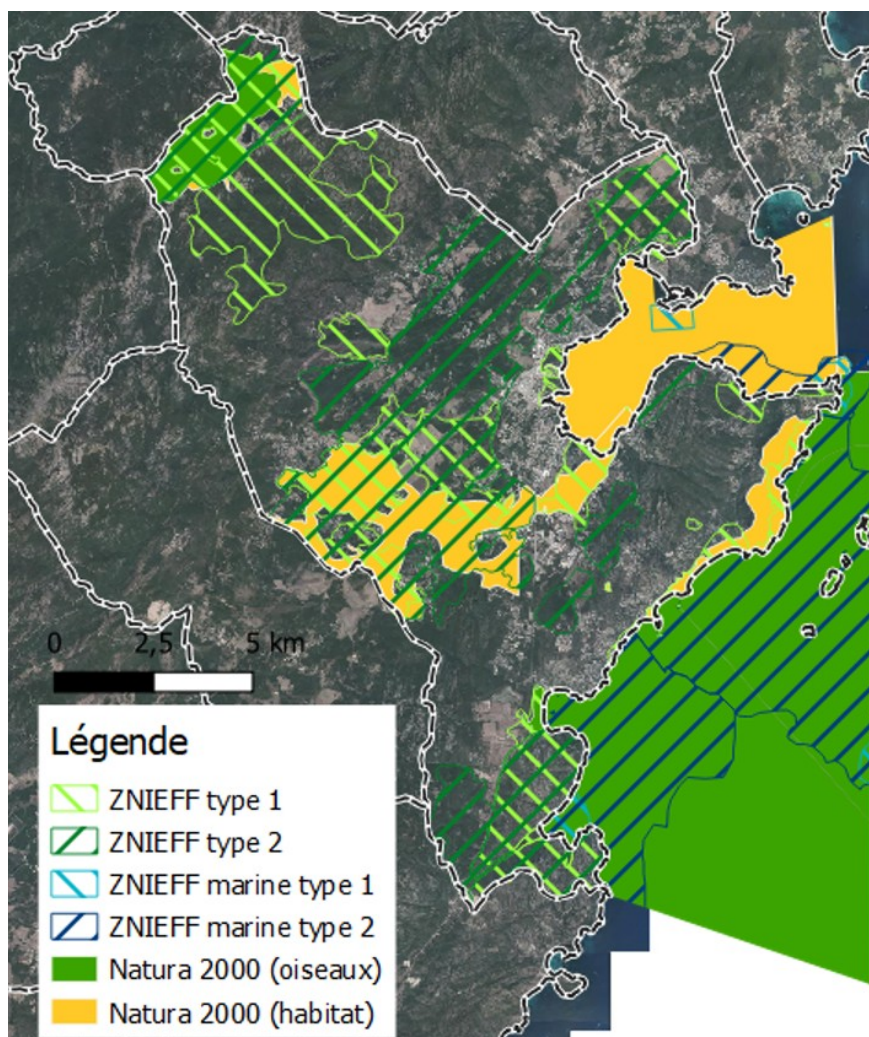 0 2,5 5 km
Légende
ZNIEFF type 1
ZNIEFF type 2
ZNIEFF marine type 1
ZNIEFF marine type 2
Natura 2000 (oiseaux)
Natura 2000 (habitat)